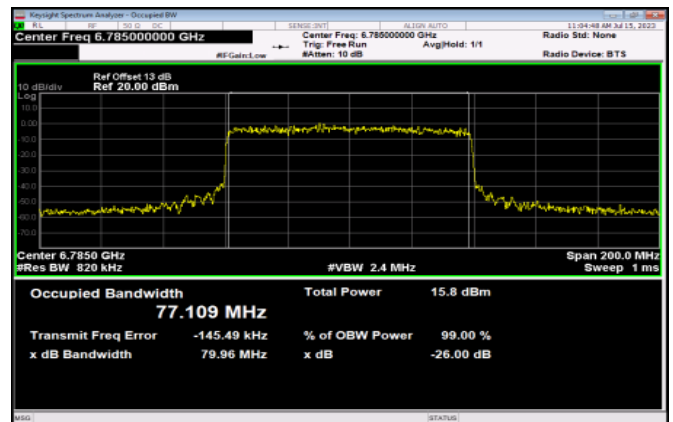 Keysight Spectrum Analyzer - Occupied BW
RL RF 50 Ω DC SENSE:INT ALIGN AUTO 11:04:48 AM Jul 15, 2023
Center Freq 6.785000000 GHz Center Freq: 6.785000000 GHz Radio Std: None
Trig: Free Run Avg|Hold: 1/1
#IFGain:Low #Atten: 10 dB Radio Device: BTS
Ref Offset 13 dB
10 dB/div Ref 20.00 dBm
Log
10.0
0.00
-10.0
-20.0
-30.0
-40.0
-50.0
-60.0
-70.0
Center 6.7850 GHz Span 200.0 MHz
#Res BW 820 kHz #VBW 2.4 MHz Sweep 1 ms
Occupied Bandwidth Total Power 15.8 dBm
77.109 MHz
Transmit Freq Error -145.49 kHz % of OBW Power 99.00 %
x dB Bandwidth 79.96 MHz x dB -26.00 dB
MSG STATUS